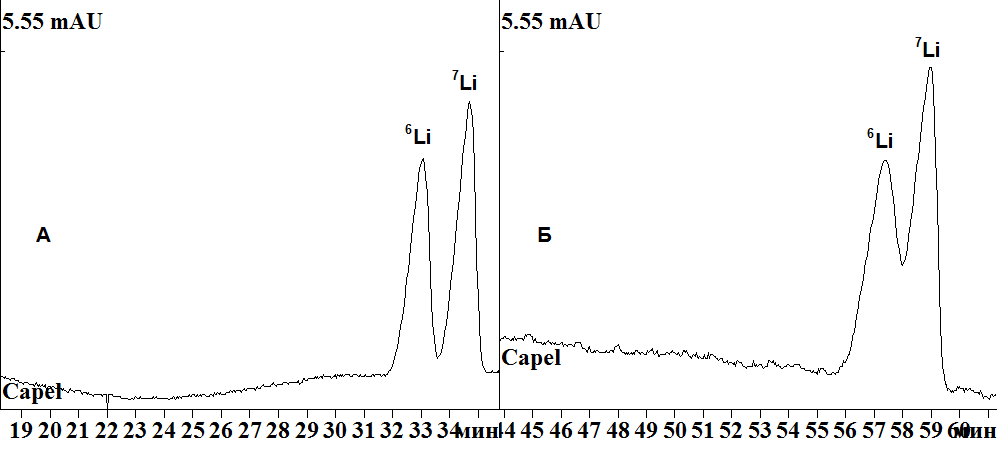 5.55 mAU
⁶Li
⁷Li
А
Capel
19 20 21 22 23 24 25 26 27 28 29 30 31 32 33 34 мин
5.55 mAU
⁷Li
⁶Li
Б
Capel
44 45 46 47 48 49 50 51 52 53 54 55 56 57 58 59 60 мин